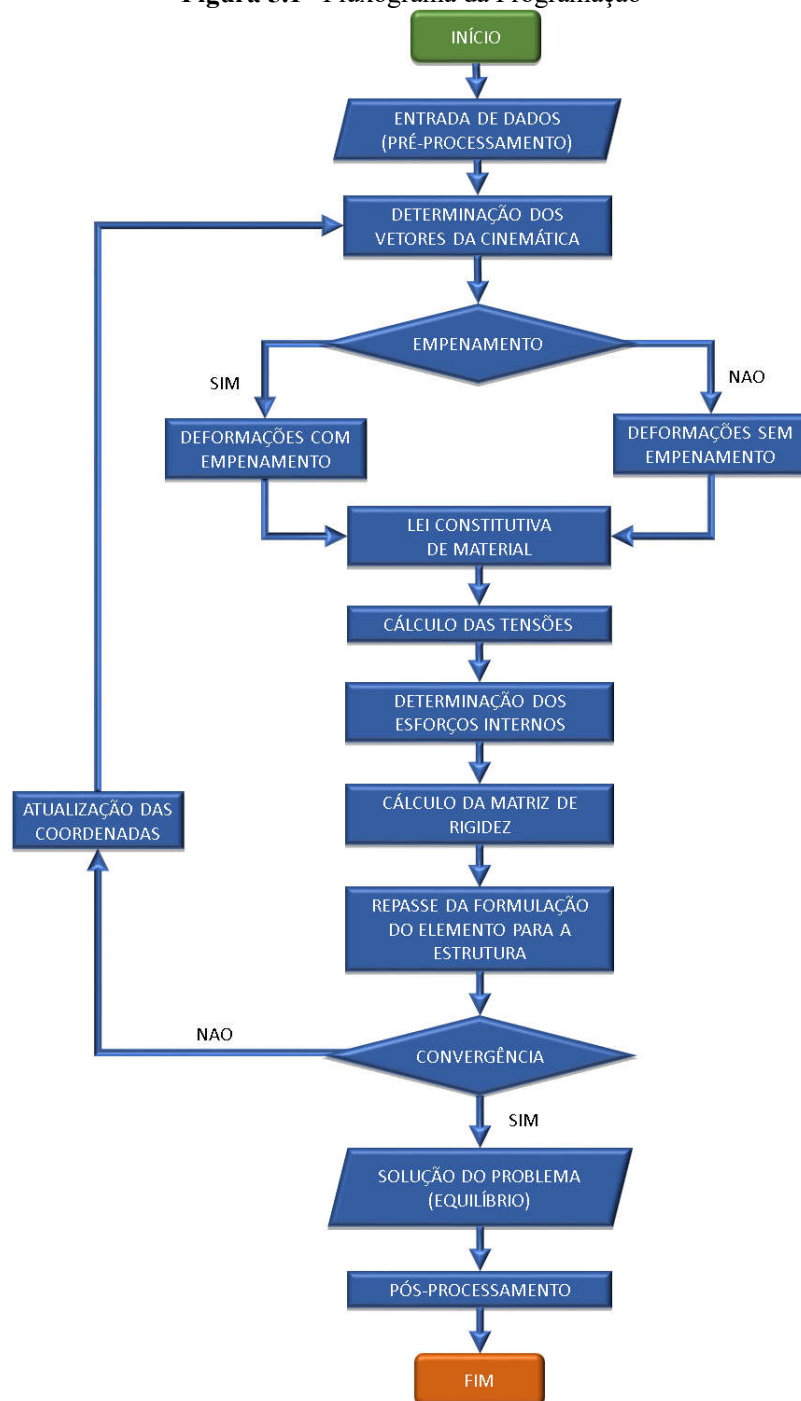 Figura 3.1 - Fluxograma da Programação
INÍCIO
ENTRADA DE DADOS
(PRÉ-PROCESSAMENTO)
DETERMINAÇÃO DOS
VETORES DA CINEMÁTICA
EMPENAMENTO
SIM
NAO
DEFORMAÇÕES COM
EMPENAMENTO
DEFORMAÇÕES SEM
EMPENAMENTO
LEI CONSTITUTIVA
DE MATERIAL
CÁLCULO DAS TENSÕES
DETERMINAÇÃO DOS
ESFORÇOS INTERNOS
ATUALIZAÇÃO DAS
COORDENADAS
CÁLCULO DA MATRIZ DE
RIGIDEZ
REPASSE DA FORMULAÇÃO
DO ELEMENTO PARA A
ESTRUTURA
NAO
CONVERGÊNCIA
SIM
SOLUÇÃO DO PROBLEMA
(EQUILÍBRIO)
PÓS-PROCESSAMENTO
FIM